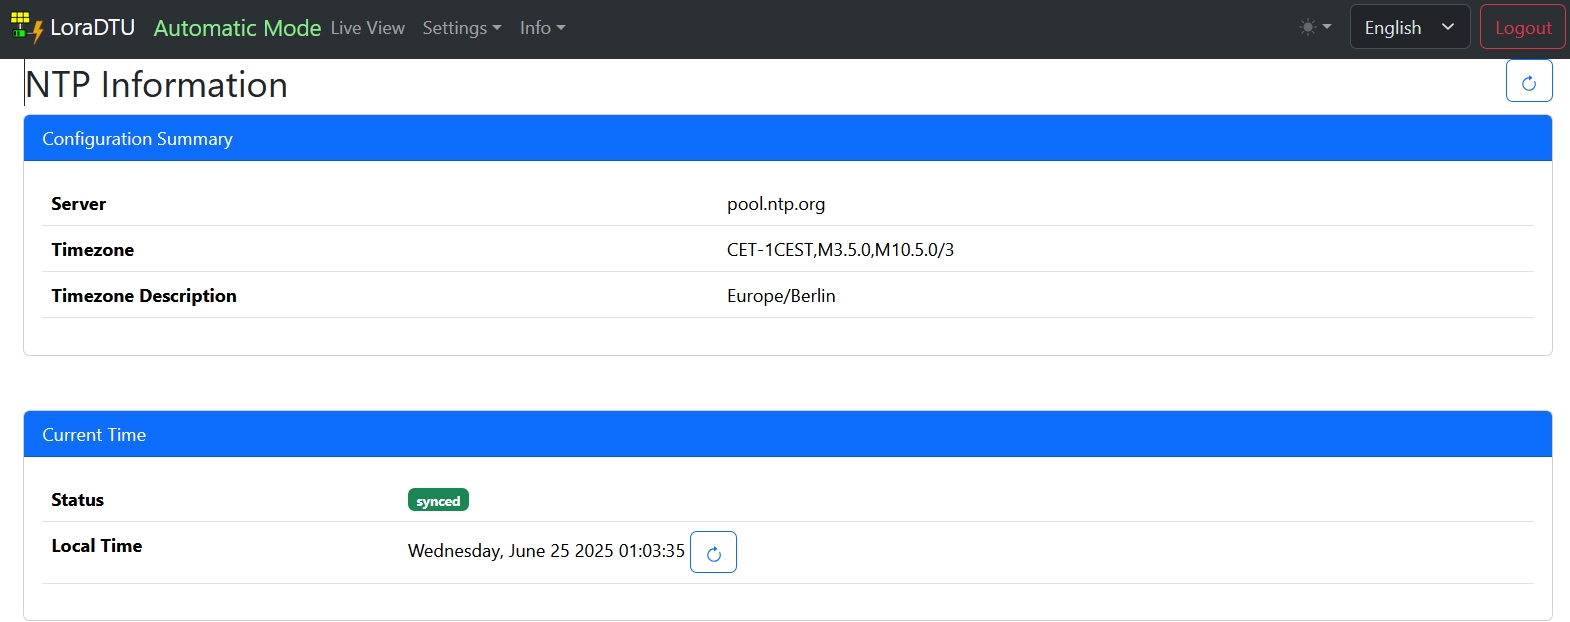 LoraDTU Automatic Mode Live View Settings Info English Logout
NTP Information
Configuration Summary
Server pool.ntp.org
Timezone CET-1CEST,M3.5.0,M10.5.0/3
Timezone Description Europe/Berlin
Current Time
Status synced
Local Time Wednesday, June 25 2025 01:03:35